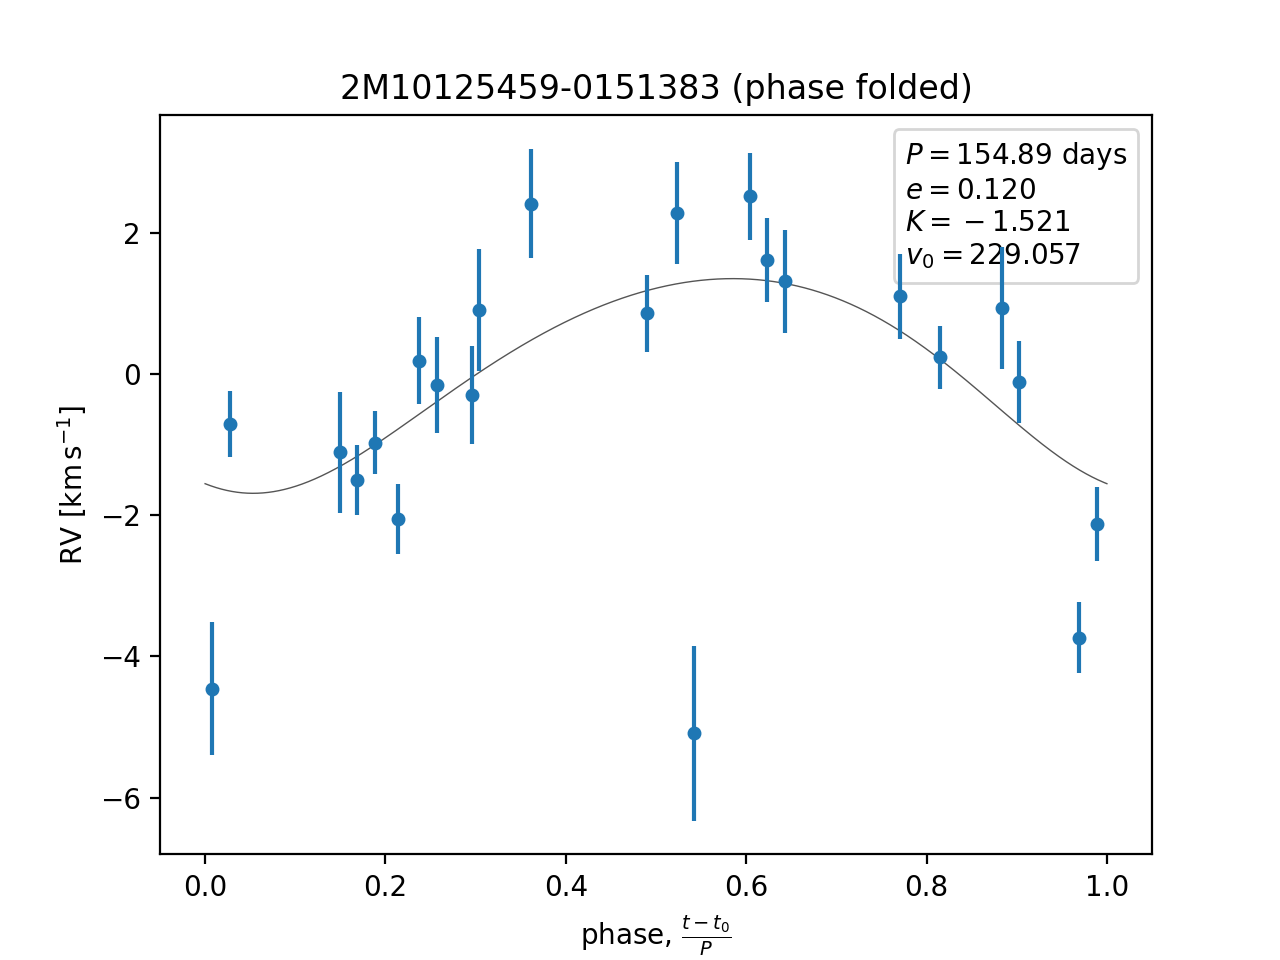 2M10125459-0151383 (phase folded)
P = 154.89 days
e = 0.120
K = −1.521
v₀ = 229.057
RV [km s⁻¹]
2
0
−2
−4
−6
0.0 0.2 0.4 0.6 0.8 1.0
phase, (t − t₀)/P